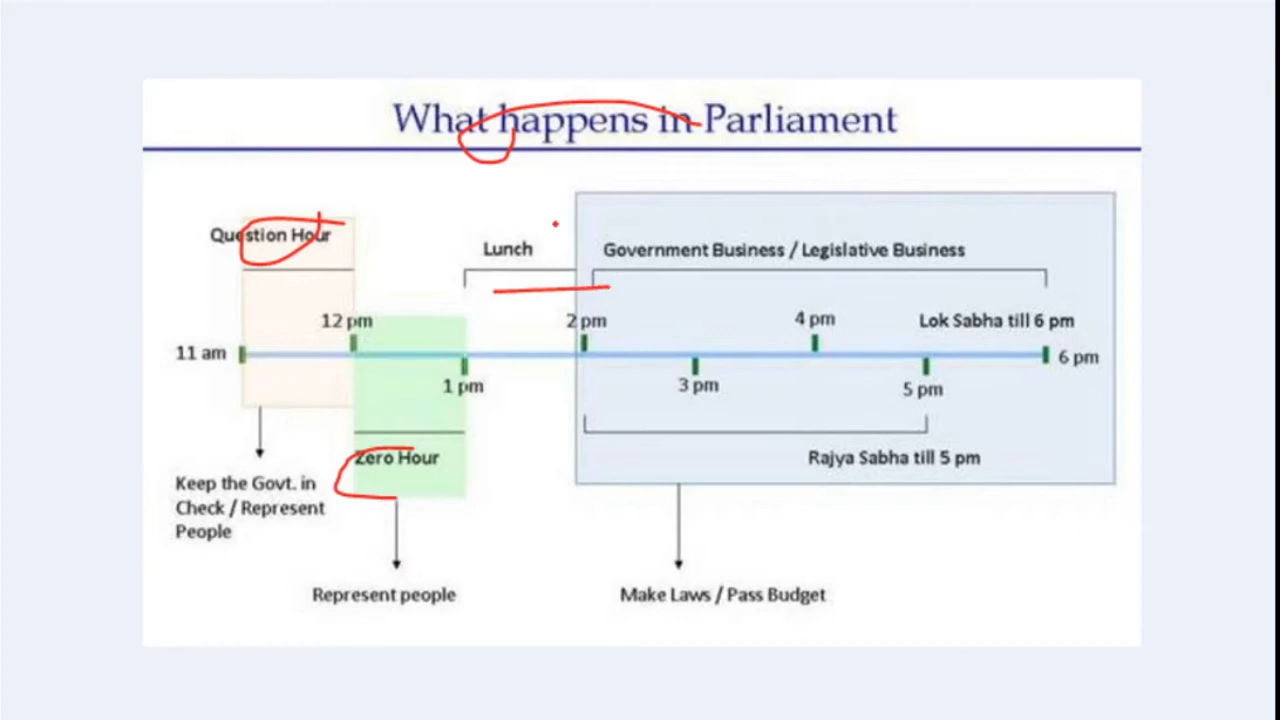 What happens in Parliament
Question Hour
Lunch
Government Business / Legislative Business
12 pm
2 pm
4 pm
Lok Sabha till 6 pm
11 am
6 pm
1 pm
3 pm
5 pm
Zero Hour
Rajya Sabha till 5 pm
Keep the Govt. in
Check / Represent
People
Represent people
Make Laws / Pass Budget